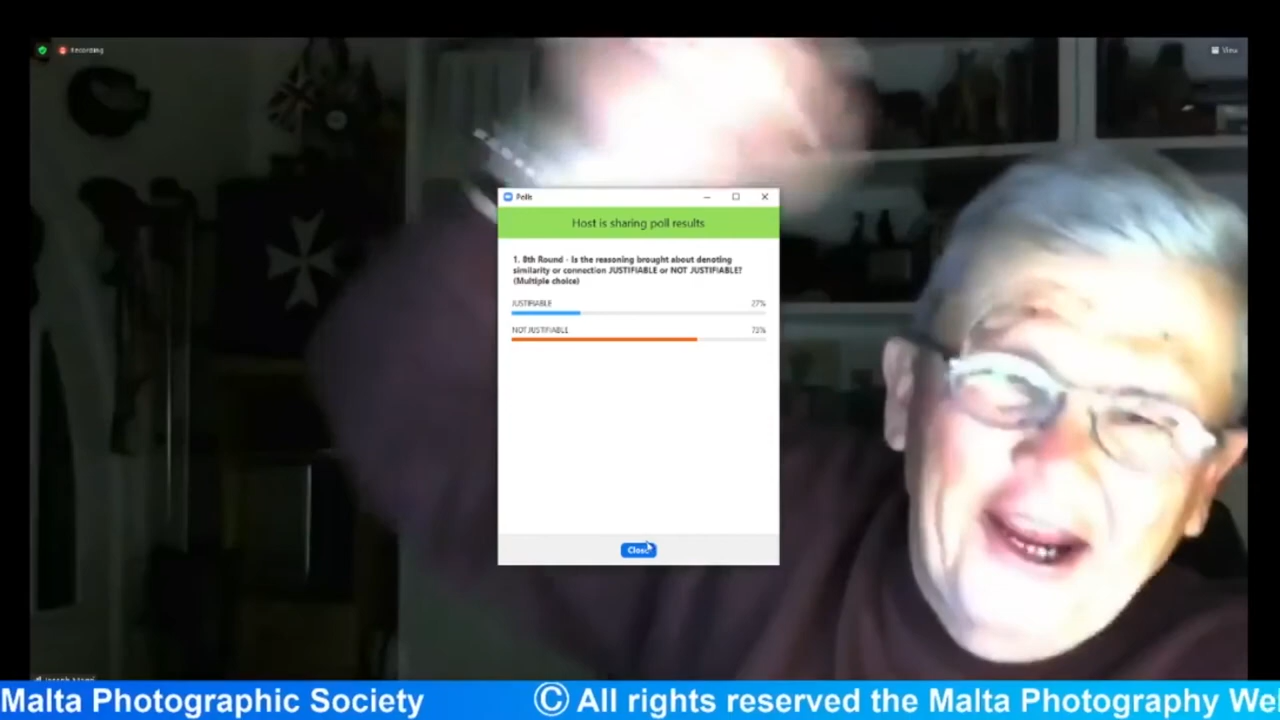 Recording
View
Polls
Host is sharing poll results
1. 8th Round - Is the reasoning brought about denoting
similarity or connection JUSTIFIABLE or NOT JUSTIFIABLE?
(Multiple choice)
JUSTIFIABLE 27%
NOT JUSTIFIABLE 73%
Close
Malta Photographic Society © All rights reserved the Malta Photography We